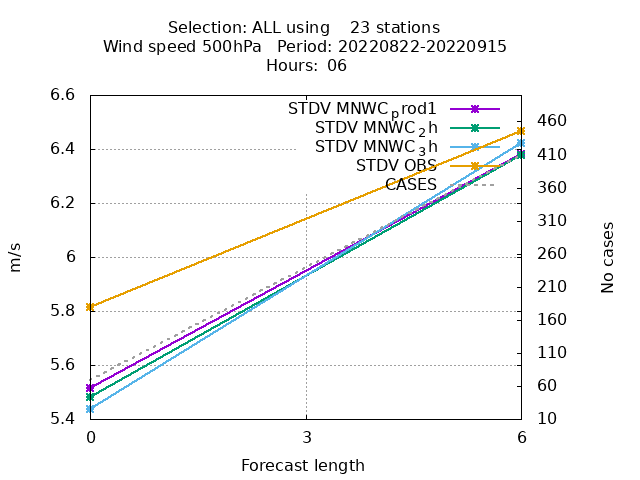 Selection: ALL using 23 stations
Wind speed 500hPa Period: 20220822-20220915
Hours: 06
STDV MNWC_prod1
STDV MNWC_2h
STDV MNWC_3h
STDV OBS
CASES
6.6
6.4
6.2
6
5.8
5.6
5.4
m/s
460
410
360
310
260
210
160
110
60
10
No cases
0 3 6
Forecast length